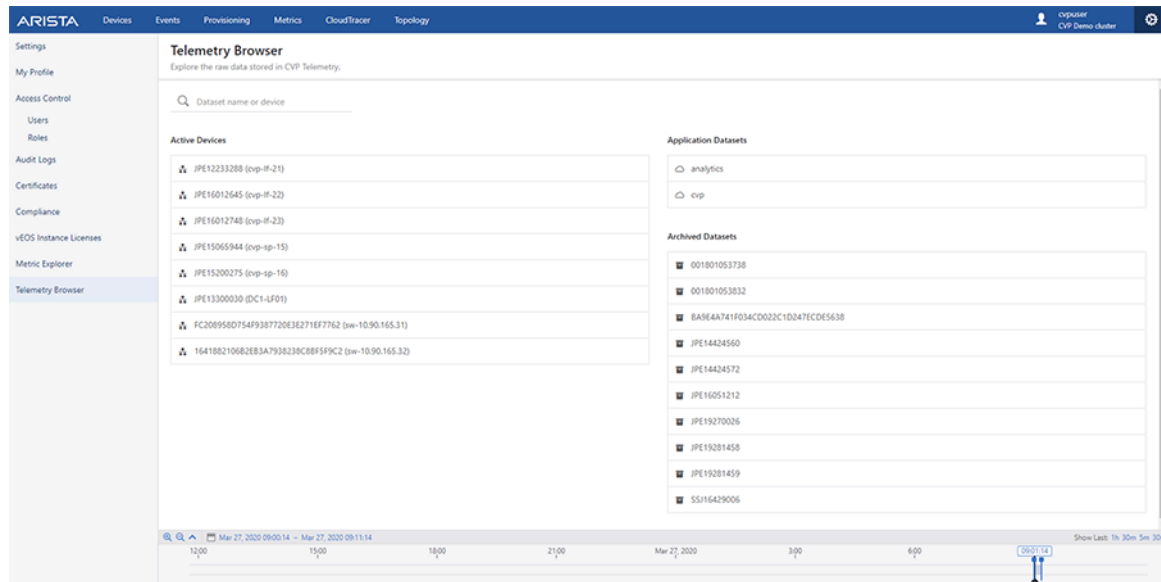 ARISTA Devices Events Provisioning Metrics CloudTracer Topology cvpuser
CVP Demo cluster
Settings
My Profile
Access Control
Users
Roles
Audit Logs
Certificates
Compliance
vEOS Instance Licenses
Metric Explorer
Telemetry Browser
Telemetry Browser
Explore the raw data stored in CVP Telemetry.
Dataset name or device
Active Devices
JPE12233288 (cvp-lf-21)
JPE16012645 (cvp-lf-22)
JPE16012748 (cvp-lf-23)
JPE15065944 (cvp-sp-15)
JPE15200275 (cvp-sp-16)
JPE13300030 (DC1-LF01)
FC208958D754F9387720E3E271EF7762 (sw-10.90.165.31)
1641882106B2EB3A7938238C8BF5F9C2 (sw-10.90.165.32)
Application Datasets
analytics
cvp
Archived Datasets
001801053738
001801053832
BA9E4A741F034CD022C1D247ECDE5638
JPE14424560
JPE14424572
JPE16051212
JPE19270026
JPE19281458
JPE19281459
SSJ16429006
Mar 27, 2020 09:00:14 - Mar 27, 2020 09:11:14 Show Last: 1h 30m 5m 30
12:00 15:00 18:00 21:00 Mar 27, 2020 3:00 6:00 09:01:14